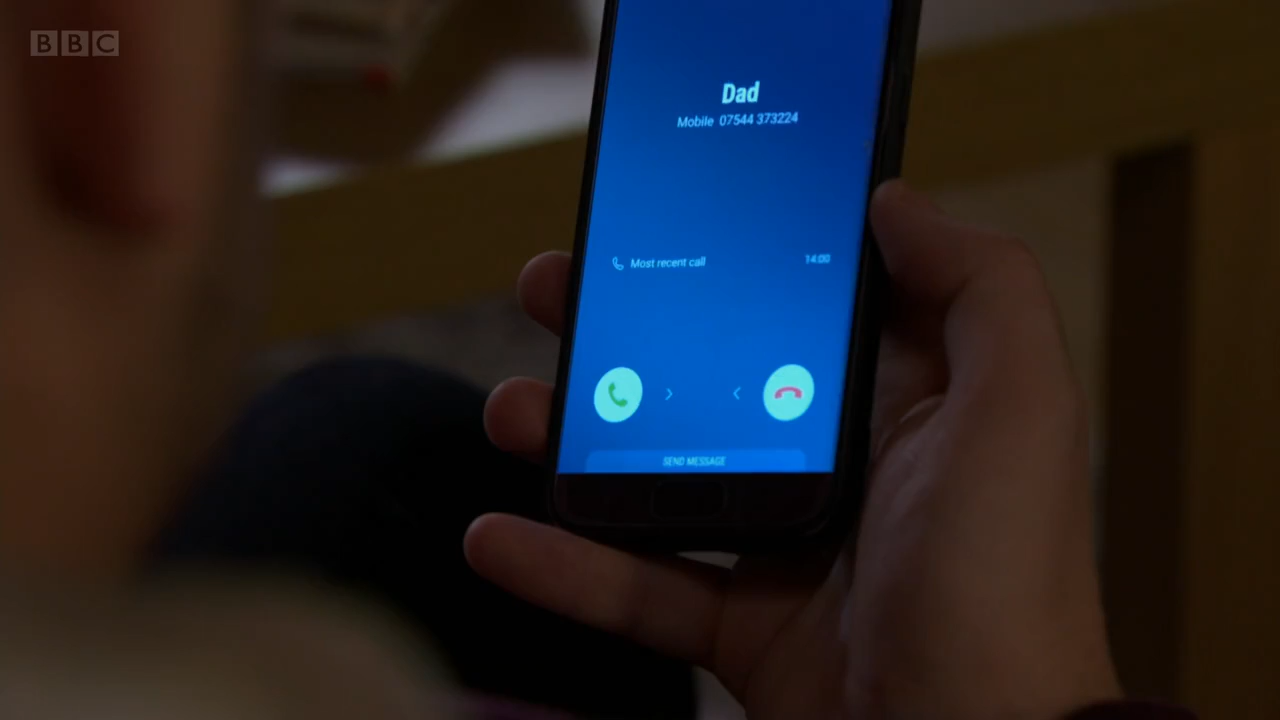 BBC
Dad
Mobile 07544 373224
Most recent call 14:00
SEND MESSAGE